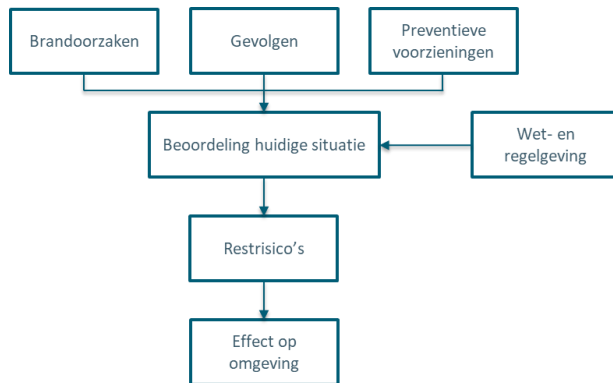 Brandoorzaken
Gevolgen
Preventieve
voorzieningen
Beoordeling huidige situatie
Wet- en
regelgeving
Restrisico's
Effect op
omgeving